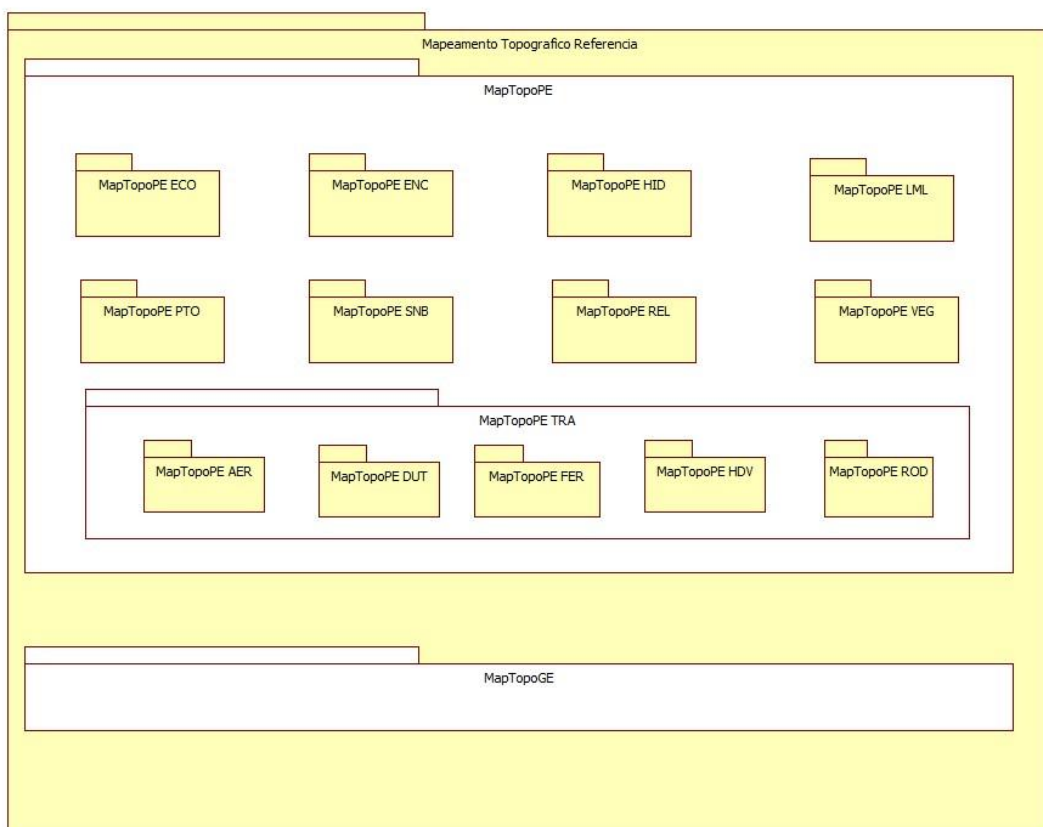 Mapeamento Topografico Referencia
MapTopoPE
MapTopoPE ECO
MapTopoPE ENC
MapTopoPE HID
MapTopoPE LML
MapTopoPE PTO
MapTopoPE SNB
MapTopoPE REL
MapTopoPE VEG
MapTopoPE TRA
MapTopoPE AER
MapTopoPE DUT
MapTopoPE FER
MapTopoPE HDV
MapTopoPE ROD
MapTopoGE